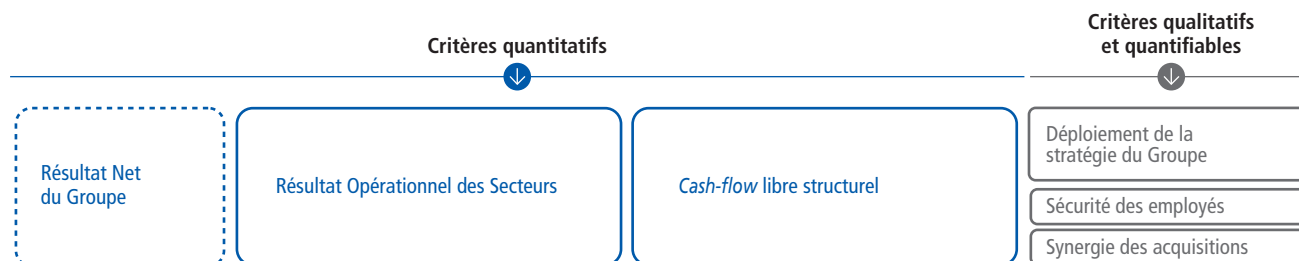 Critères quantitatifs
Critères qualitatifs
et quantifiables
Résultat Net
du Groupe
Résultat Opérationnel des Secteurs
Cash-flow libre structurel
Déploiement de la
stratégie du Groupe
Sécurité des employés
Synergie des acquisitions